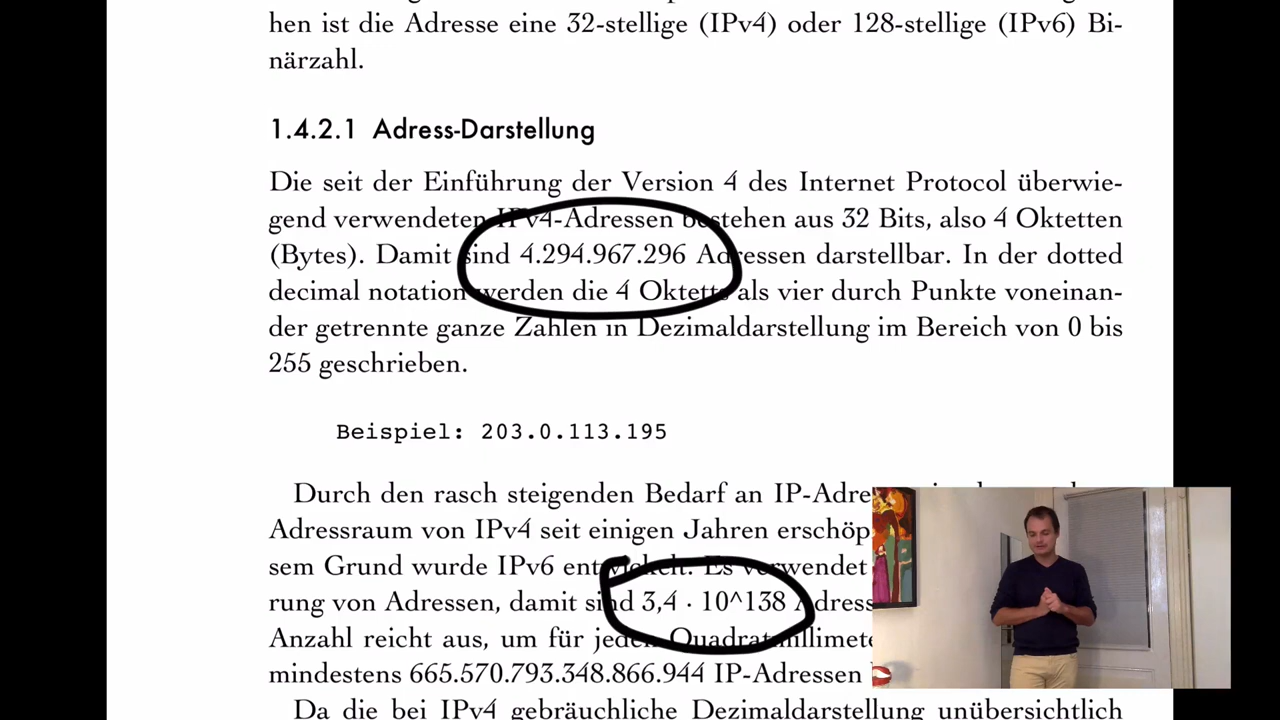 hen ist die Adresse eine 32-stellige (IPv4) oder 128-stellige (IPv6) Bi-
närzahl.
1.4.2.1 Adress-Darstellung
Die seit der Einführung der Version 4 des Internet Protocol überwie-
gend verwendeten IPv4-Adressen bestehen aus 32 Bits, also 4 Oktetten
(Bytes). Damit sind 4.294.967.296 Adressen darstellbar. In der dotted
decimal notation werden die 4 Oktetts als vier durch Punkte voneinan-
der getrennte ganze Zahlen in Dezimaldarstellung im Bereich von 0 bis
255 geschrieben.
Beispiel: 203.0.113.195
Durch den rasch steigenden Bedarf an IP-Adre
Adressraum von IPv4 seit einigen Jahren erschöp
sem Grund wurde IPv6 entwickelt. Es verwendet
rung von Adressen, damit sind 3,4 · 10^138 Adress
Anzahl reicht aus, um für jeden Quadratmillimete
mindestens 665.570.793.348.866.944 IP-Adressen
Da die bei IPv4 gebräuchliche Dezimaldarstellung unübersichtlich